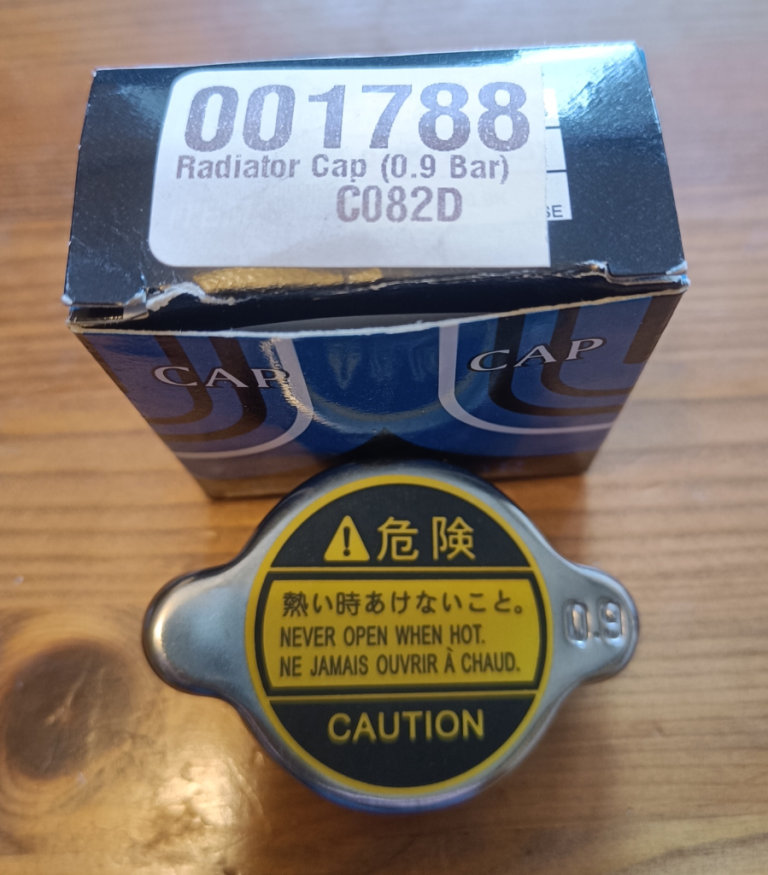 001788
Radiator Cap (0.9 Bar)
C082D
SE
CAP
CAP
危険
熱い時あけないこと。
NEVER OPEN WHEN HOT.
NE JAMAIS OUVRIR À CHAUD.
0.9
CAUTION